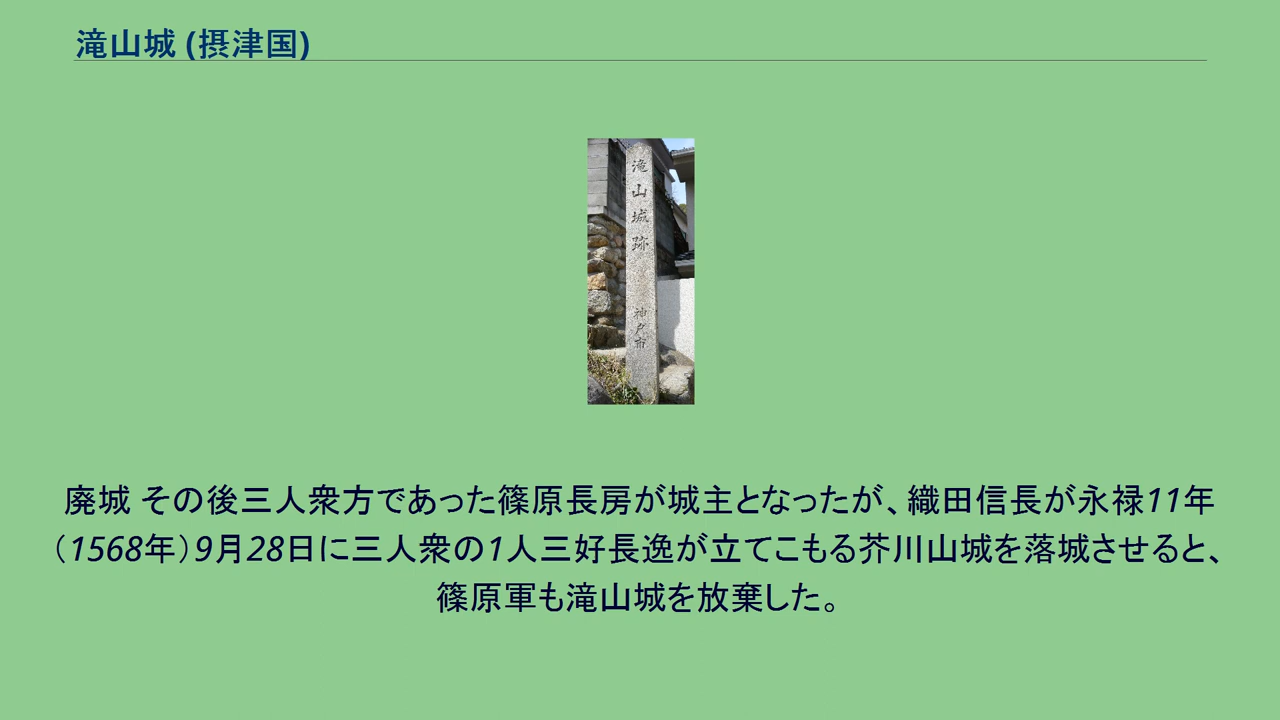 滝山城 (摂津国)
滝山城跡
神戸市
廃城 その後三人衆方であった篠原長房が城主となったが、織田信長が永禄11年
（1568年）9月28日に三人衆の1人三好長逸が立てこもる芥川山城を落城させると、
篠原軍も滝山城を放棄した。